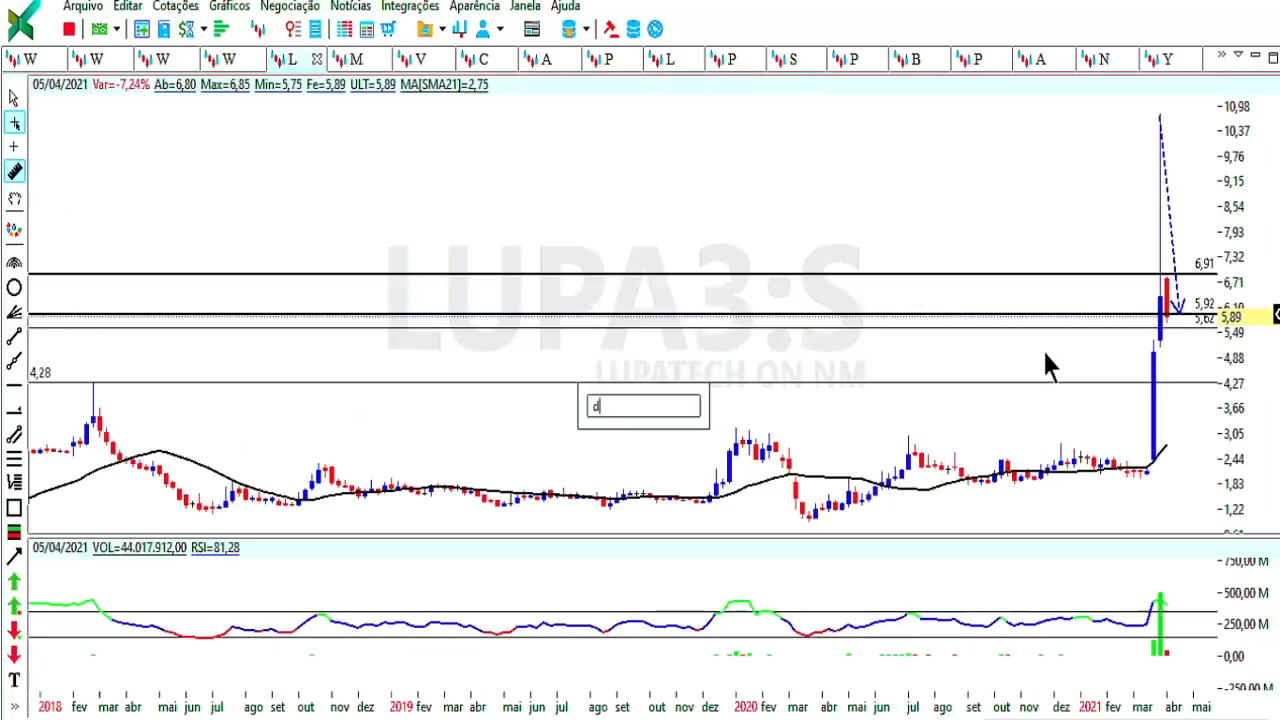 Arquivo Editar Cotações Gráficos Negociação Notícias Integrações Aparência Janela Ajuda
W W W W L M V C A P L P S P B P A N Y
05/04/2021 Var=-7,24% Ab=6,80 Max=6,85 Min=5,75 Fe=5,89 ULT=5,89 MA[SMA21]=2,75
10,98
10,37
9,76
9,15
8,54
7,93
7,32
6,91
6,71
5,92
5,62 5,89
5,49
4,88
4,28
4,27
3,66
3,05
2,44
1,83
1,22
LUPA3:S
LUPATECH ON NM
d
05/04/2021 VOL=44.017.912,00 RSI=81,28
750,00 M
500,00 M
250,00 M
0,00
-250,00 M
T
2018 fev mar abr mai jun jul ago set out nov dez 2019 fev mar abr mai jun jul ago set out nov dez 2020 fev mar abr mai jun jul ago set out nov dez 2021 fev mar abr mai